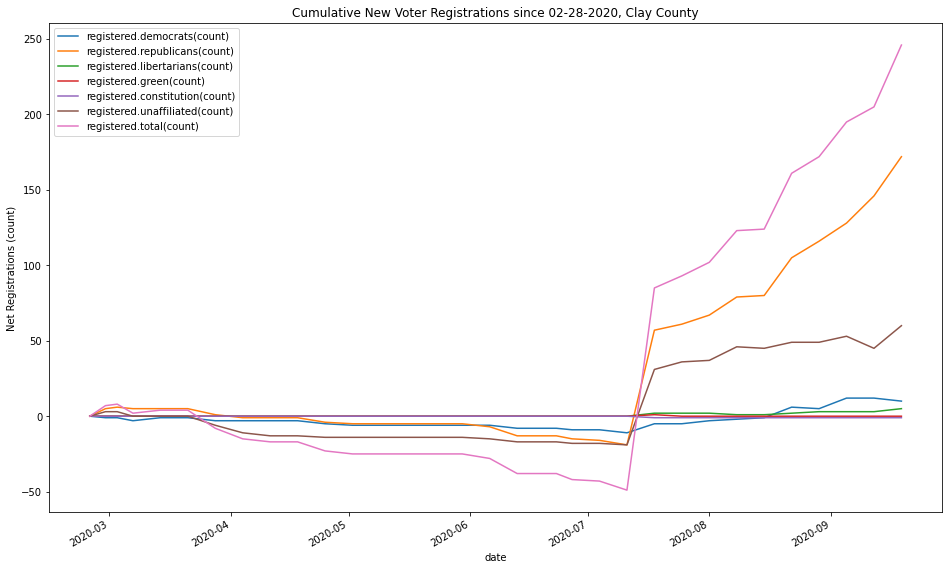 Cumulative New Voter Registrations since 02-28-2020, Clay County
registered.democrats(count)
registered.republicans(count)
registered.libertarians(count)
registered.green(count)
registered.constitution(count)
registered.unaffiliated(count)
registered.total(count)
Net Registrations (count)
250
200
150
100
50
0
−50
2020-03
2020-04
2020-05
2020-06
2020-07
2020-08
2020-09
date